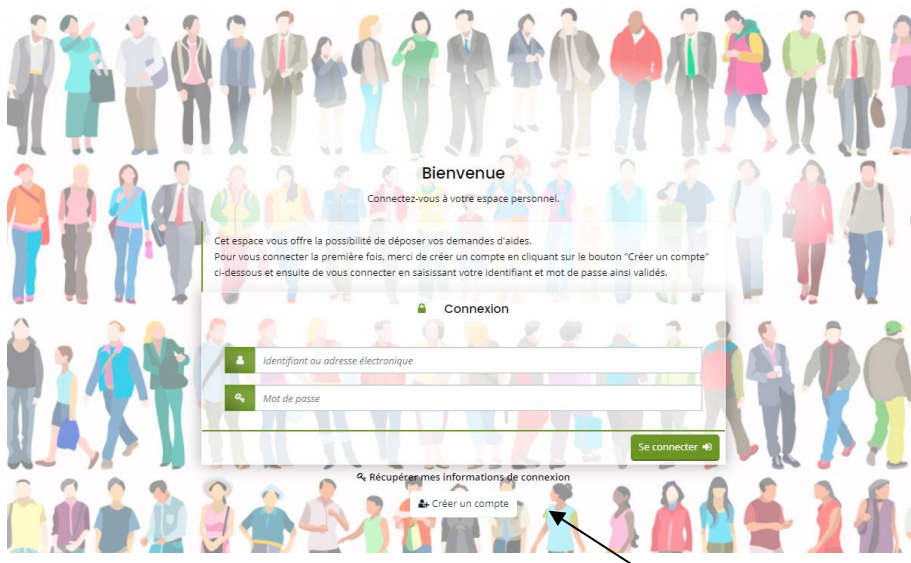 Bienvenue
Connectez-vous à votre espace personnel.
Cet espace vous offre la possibilité de déposer vos demandes d'aides.
Pour vous connecter la première fois, merci de créer un compte en cliquant sur le bouton "Créer un compte"
ci-dessous et ensuite de vous connecter en saisissant votre identifiant et mot de passe ainsi validés.
Connexion
Identifiant ou adresse électronique
Mot de passe
Se connecter
Récupérer mes informations de connexion
Créer un compte